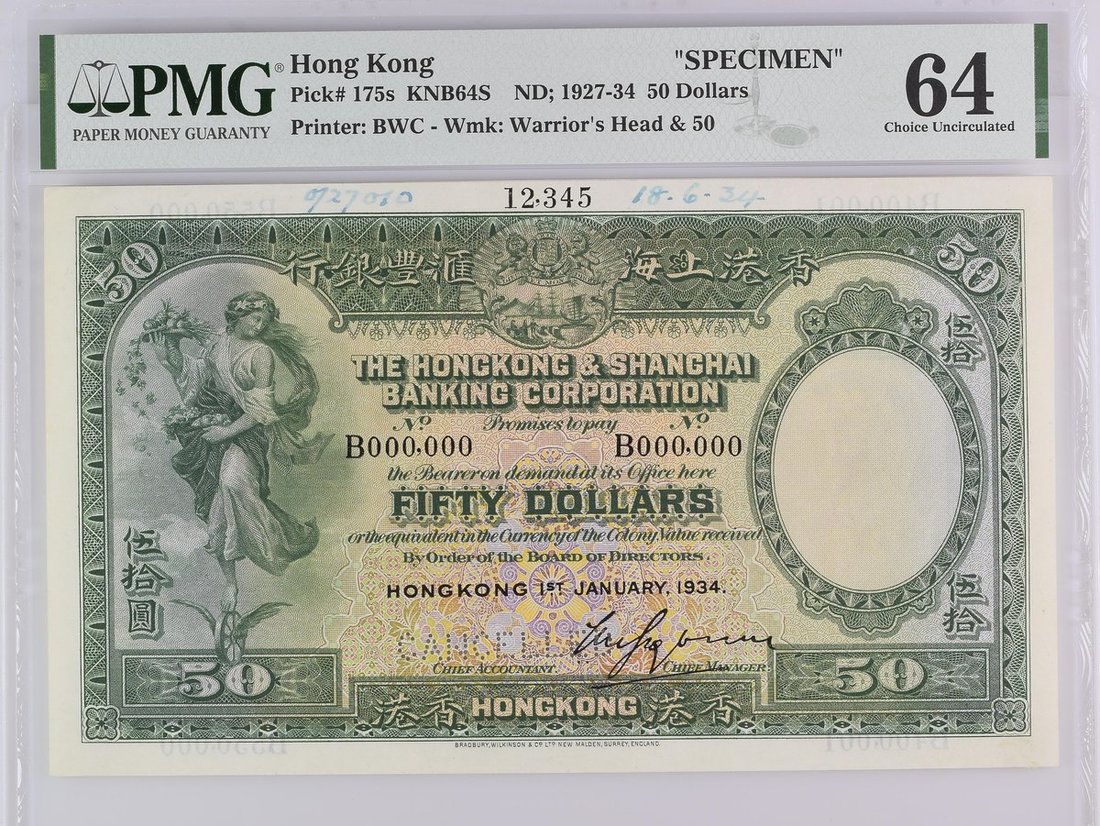 PMG®
PAPER MONEY GUARANTY
Hong Kong "SPECIMEN"
Pick# 175s KNB64S ND; 1927-34 50 Dollars
Printer: BWC - Wmk: Warrior's Head & 50
64
Choice Uncirculated
12,345 18-6-34
50 50
行銀豐滙 海上港香
THE HONGKONG & SHANGHAI
BANKING CORPORATION
No. Promises to pay No.
B000,000 B000,000
the Bearer on demand at its Office here
FIFTY DOLLARS
or the equivalent in the Currency of the Colony Value received
By Order of the BOARD OF DIRECTORS.
HONGKONG 1ST JANUARY, 1934.
伍拾
伍拾圓
伍拾
CANCELLED
CHIEF ACCOUNTANT. CHIEF MANAGER
50 50
港香 HONGKONG 港香
BRADBURY, WILKINSON & Co LTD NEW MALDEN, SURREY, ENGLAND.